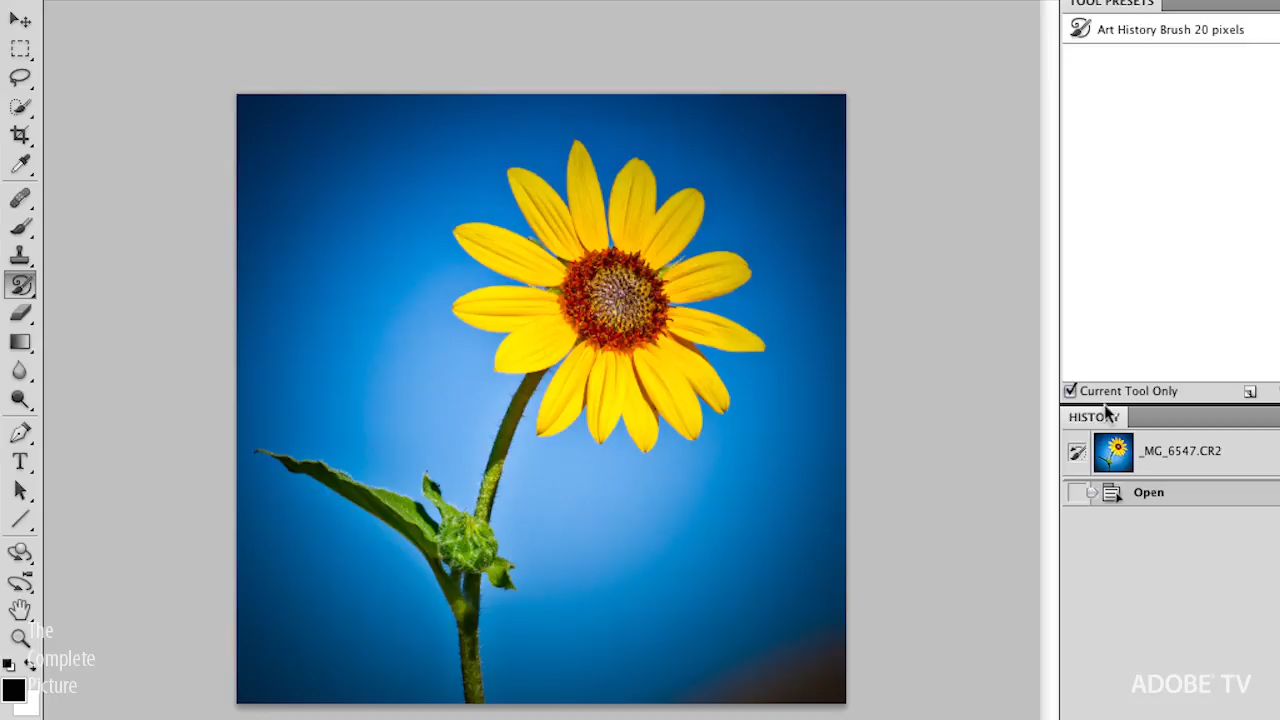 TOOL PRESETS
Art History Brush 20 pixels
Current Tool Only
HISTORY
_MG_6547.CR2
Open
T
The
Complete
Picture
ADOBE® TV